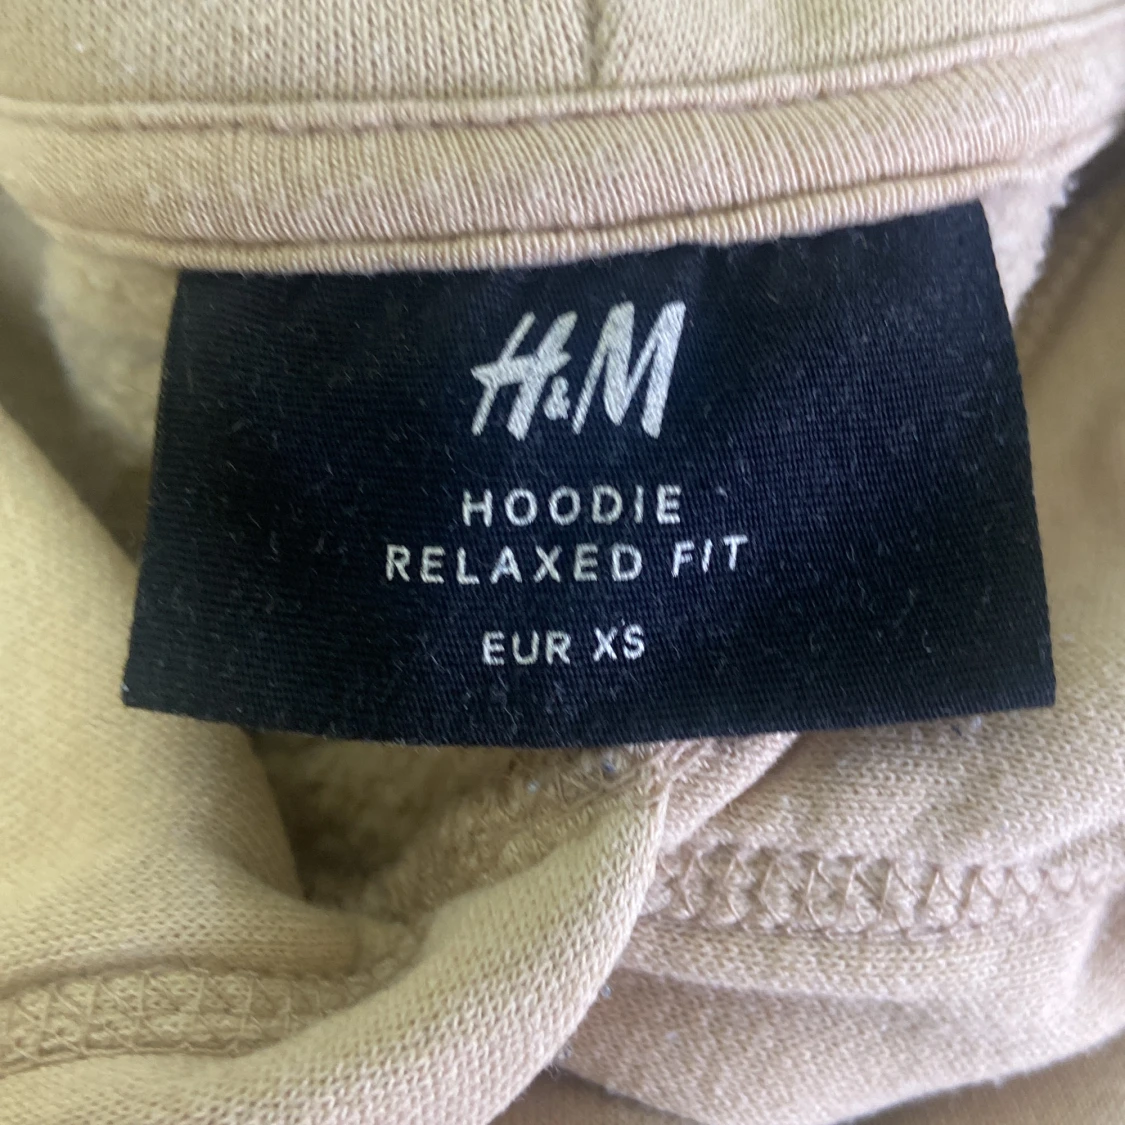 H&M
HOODIE
RELAXED FIT
EUR XS